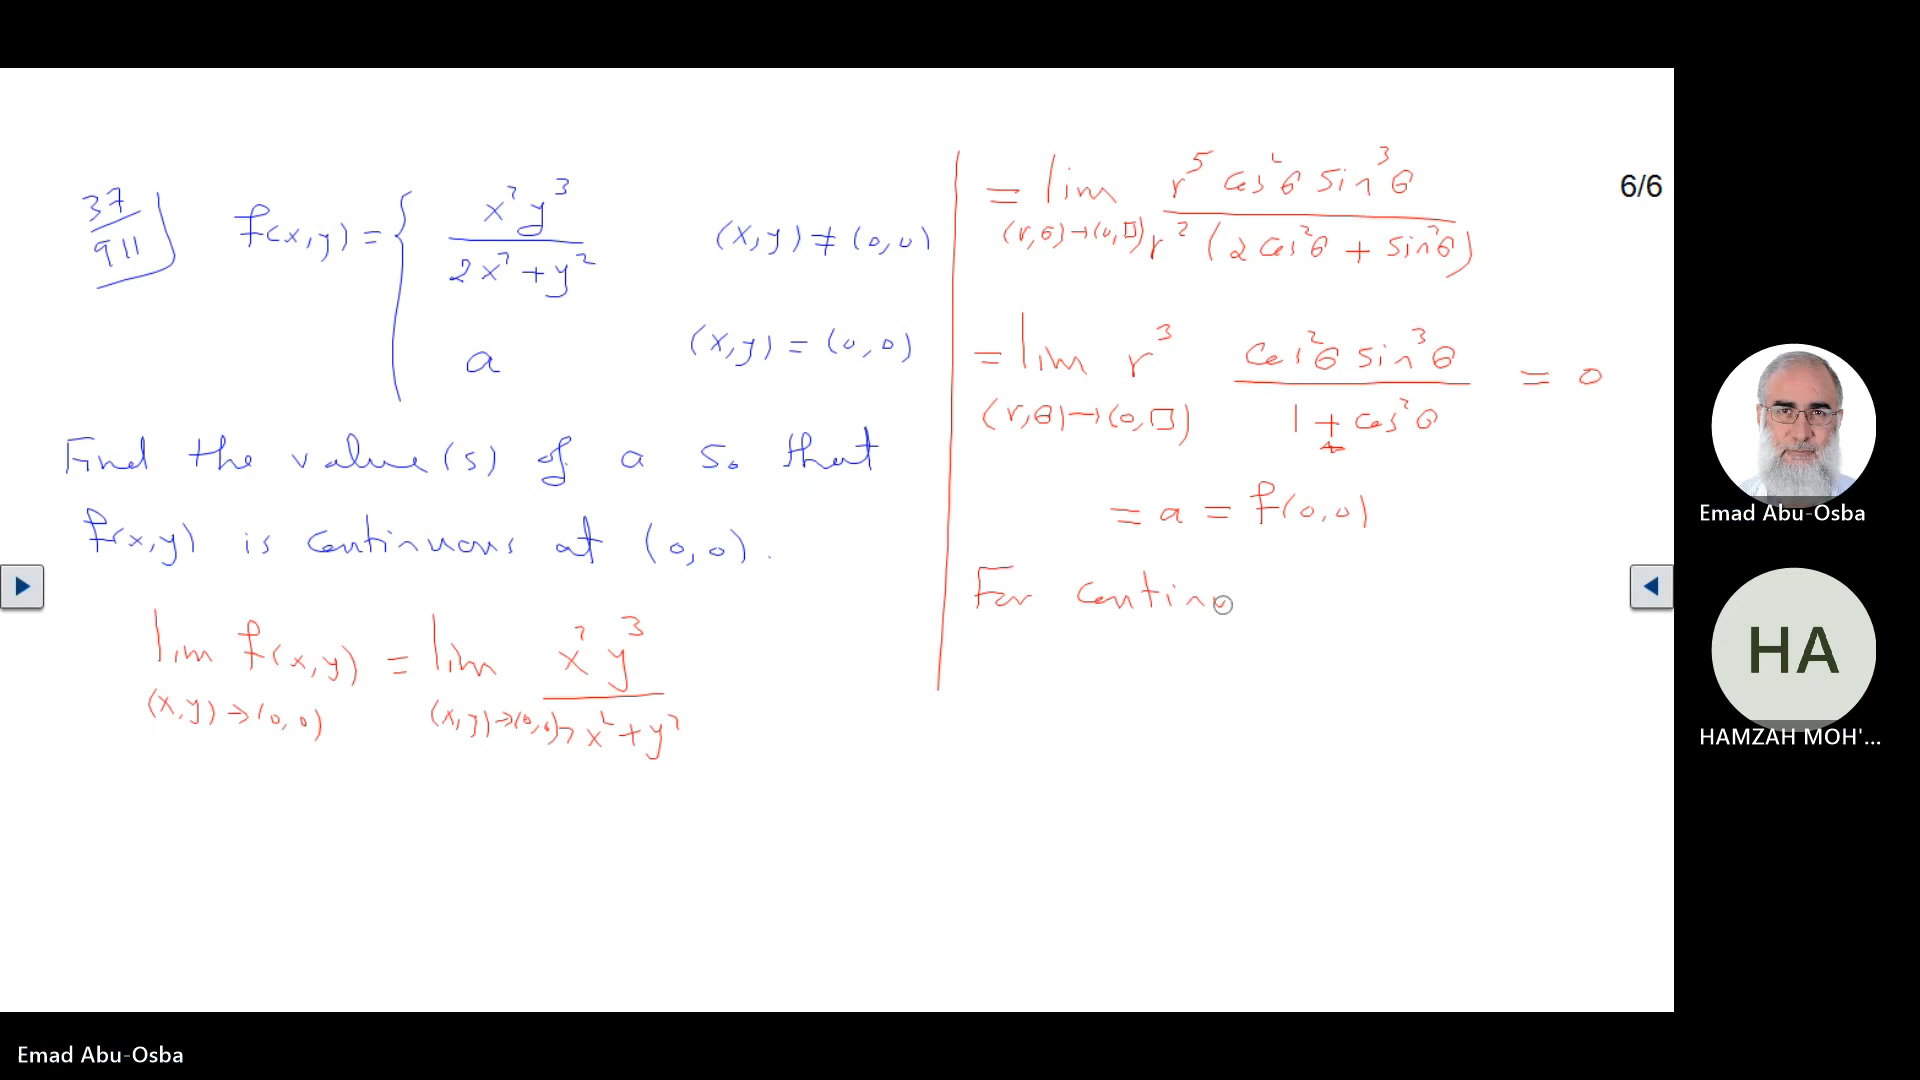 37/911 f(x,y) = { x²y³ / 2x²+y² (x,y) ≠ (0,0)
a (x,y) = (0,0)
Find the value(s) of a so that
f(x,y) is continuous at (0,0).
lim f(x,y) = lim x²y³ / 2x²+y²
(x,y)→(0,0) (x,y)→(0,0)
= lim r⁵ cos²θ sin³θ / r² (2cos²θ + sin²θ)
(r,θ)→(0,□)
= lim r³ cos²θ sin³θ / 1 + cos²θ = 0
(r,θ)→(0,□)
= a = f(0,0)
For continu
6/6
Emad Abu-Osba
HA
HAMZAH MOH'...
Emad Abu-Osba